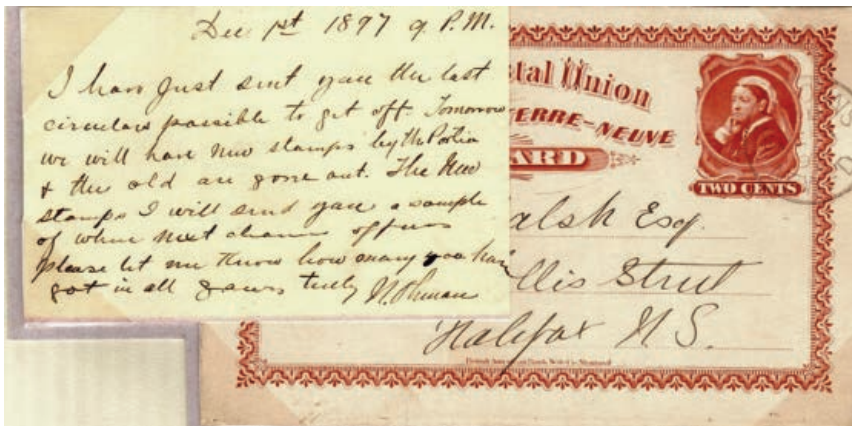 Dec 1st 1897 9 P.M.
I have just sent you the last
circulars possible to get off. Tomorrow
we will have new stamps by the Portia
& the old are gone out. The New
stamps I will send you a sample
of when next chance offers
please let me know how many you have
got in all yours truly
tal Union
ERRE-NEUVE
ARD
TWO CENTS
alsh Esq.
llis Street
Halifax N.S.